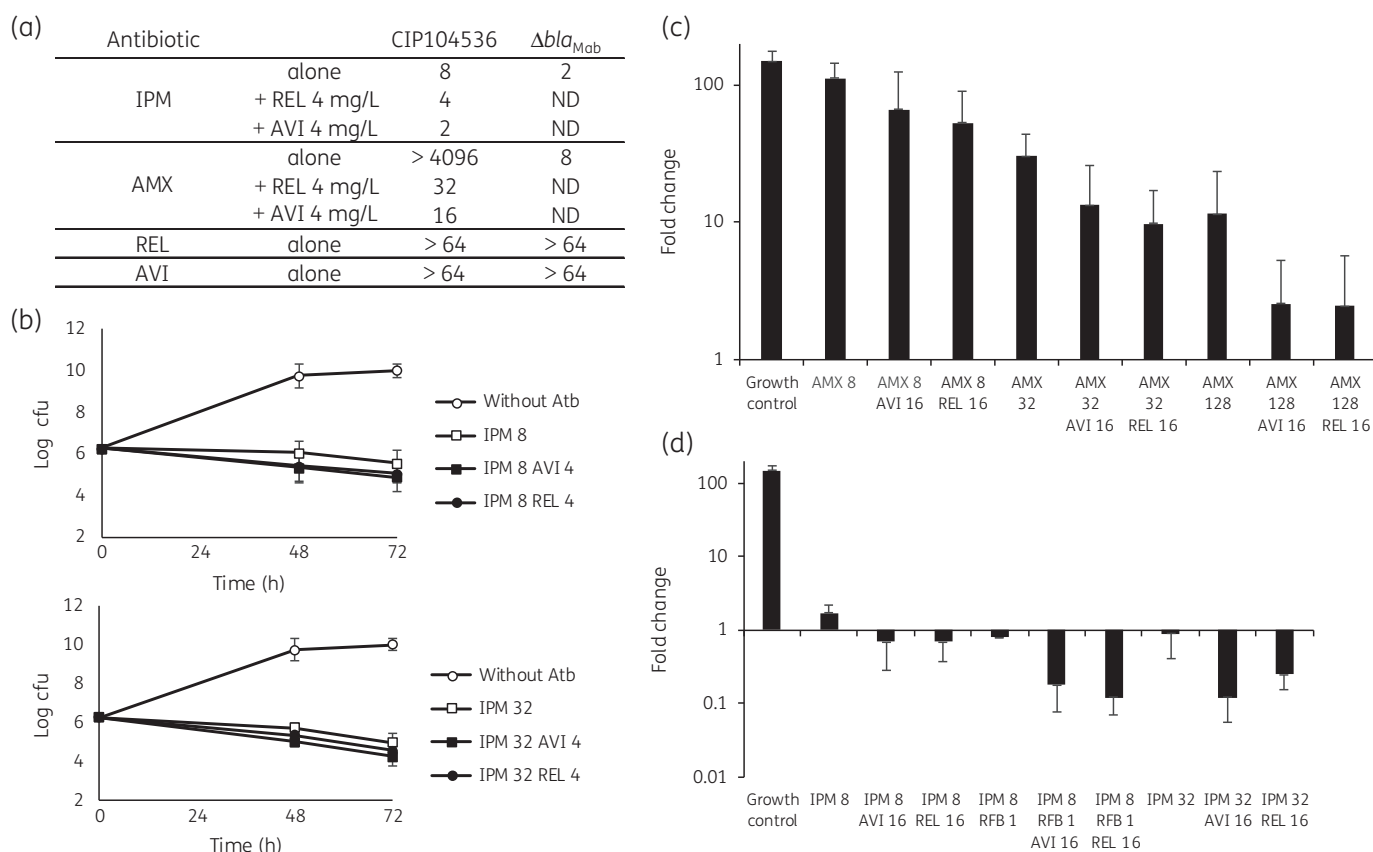 (a)
Antibiotic CIP104536 ΔblaMab
alone 8 2
IPM + REL 4 mg/L 4 ND
+ AVI 4 mg/L 2 ND
alone > 4096 8
AMX + REL 4 mg/L 32 ND
+ AVI 4 mg/L 16 ND
REL alone > 64 > 64
AVI alone > 64 > 64
(b)
12
10
8
6
4
2
Log cfu
0 24 48 72
Time (h)
Without Atb
IPM 8
IPM 8 AVI 4
IPM 8 REL 4
12
10
8
6
4
2
Log cfu
0 24 48 72
Time (h)
Without Atb
IPM 32
IPM 32 AVI 4
IPM 32 REL 4
(c)
100
10
1
Fold change
Growth control
AMX 8
AMX 8 AVI 16
AMX 8 REL 16
AMX 32
AMX 32 AVI 16
AMX 32 REL 16
AMX 128
AMX 128 AVI 16
AMX 128 REL 16
(d)
100
10
1
0.1
0.01
Fold change
Growth control
IPM 8
IPM 8 AVI 16
IPM 8 REL 16
IPM 8 RFB 1
IPM 8 RFB 1 AVI 16
IPM 8 RFB 1 REL 16
IPM 32
IPM 32 AVI 16
IPM 32 REL 16